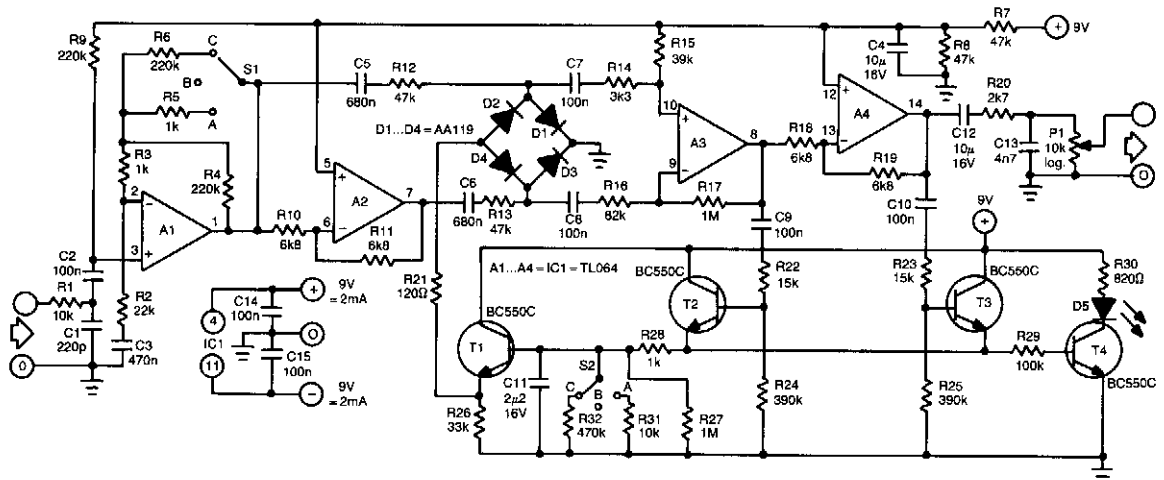 R9
220k
R6
220k
C
B
S1
R5
1k
A
R3
1k
R4
220k
2
A1
1
3
C2
100n
R1
10k
C1
220p
0
R2
22k
C3
470n
R10
6k8
5
A2
7
6
R11
6k8
4
IC1
11
C14
100n
C15
100n
+
9V
=2mA
O
−
9V
=2mA
C5
680n
R12
47k
D1...D4=AA119
D2
D1
D4
D3
C6
680n
R13
47k
C7
100n
R14
3k3
R15
39k
C8
100n
R16
82k
10
A3
8
9
R17
1M
C9
100n
R18
6k8
12
A4
14
13
R19
6k8
C10
100n
C4
10µ
16V
R8
47k
R7
47k
+
9V
C12
10µ
16V
R20
2k7
C13
4n7
P1
10k
log.
O
R21
120Ω
A1...A4=IC1=TL064
BC550C
T1
R26
33k
C11
2µ2
16V
S2
C
B
A
R32
470k
R31
10k
R27
1M
R28
1k
BC550C
T2
R22
15k
R24
390k
R23
15k
R25
390k
9V
+
BC550C
T3
R29
100k
R30
820Ω
D5
T4
BC550C